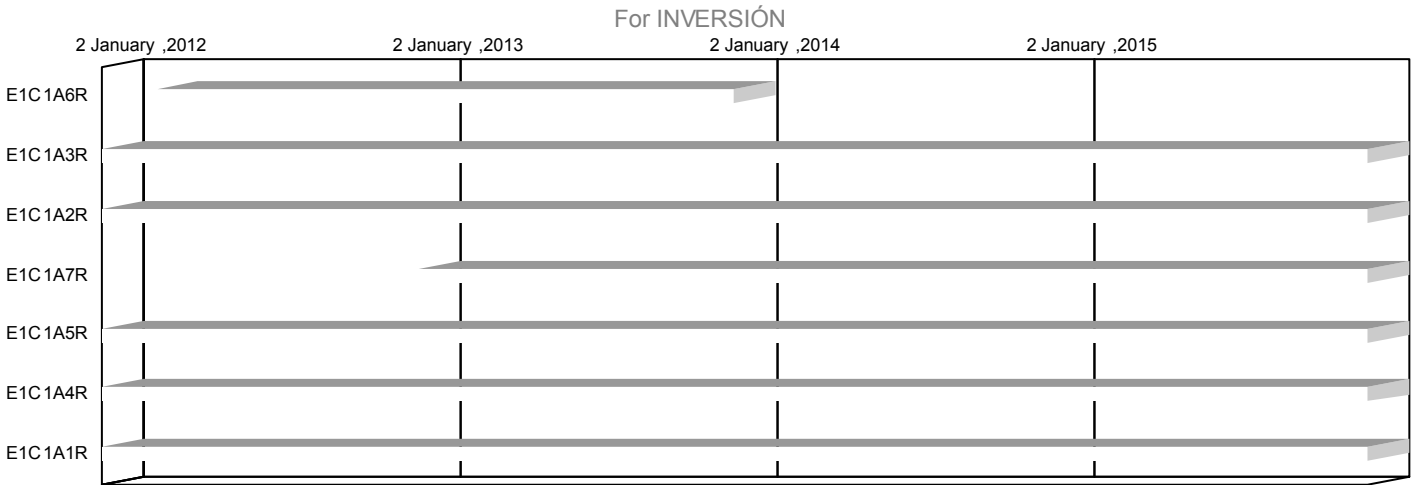 For INVERSIÓN
2 January ,2012 2 January ,2013 2 January ,2014 2 January ,2015
E1C1A6R
E1C1A3R
E1C1A2R
E1C1A7R
E1C1A5R
E1C1A4R
E1C1A1R